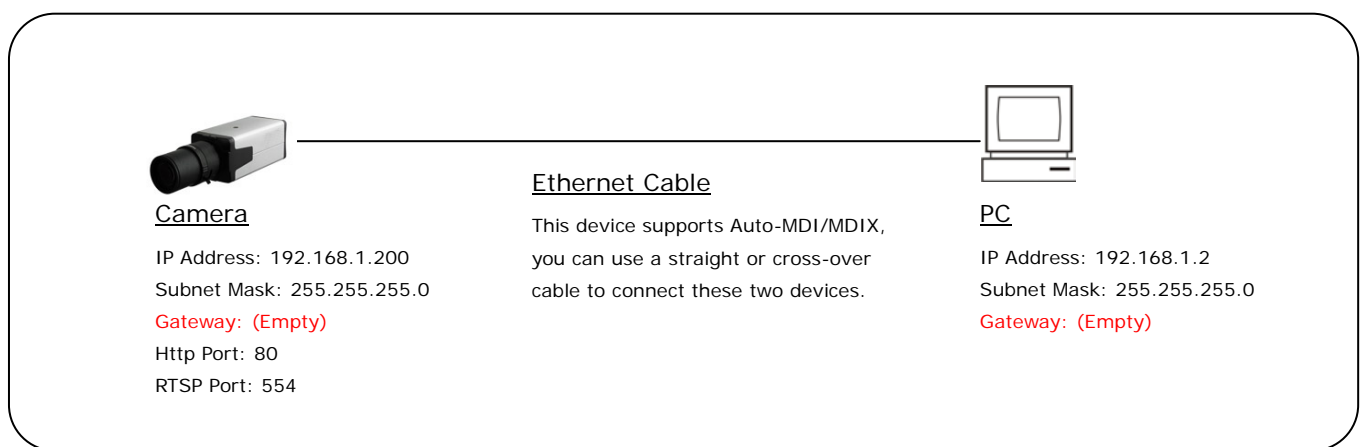 Camera
IP Address: 192.168.1.200
Subnet Mask: 255.255.255.0
Gateway: (Empty)
Http Port: 80
RTSP Port: 554
Ethernet Cable
This device supports Auto-MDI/MDIX,
you can use a straight or cross-over
cable to connect these two devices.
PC
IP Address: 192.168.1.2
Subnet Mask: 255.255.255.0
Gateway: (Empty)